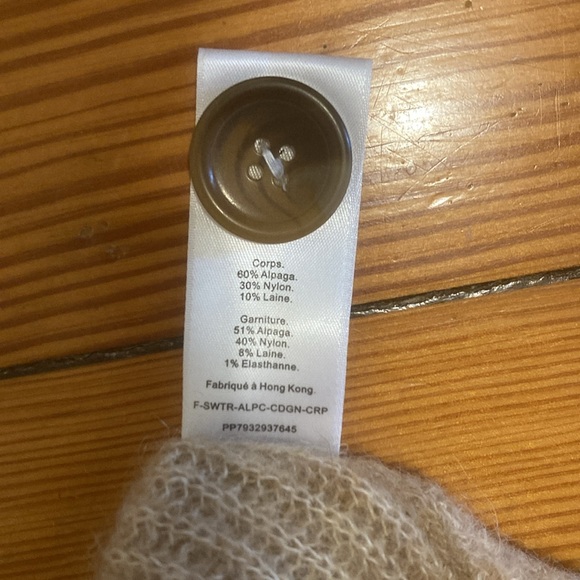 Corps.
60% Alpaga.
30% Nylon.
10% Laine.
Garniture.
51% Alpaga.
40% Nylon.
8% Laine.
1% Elasthanne.
Fabriqué à Hong Kong.
F-SWTR-ALPC-CDGN-CRP
PP7932937645